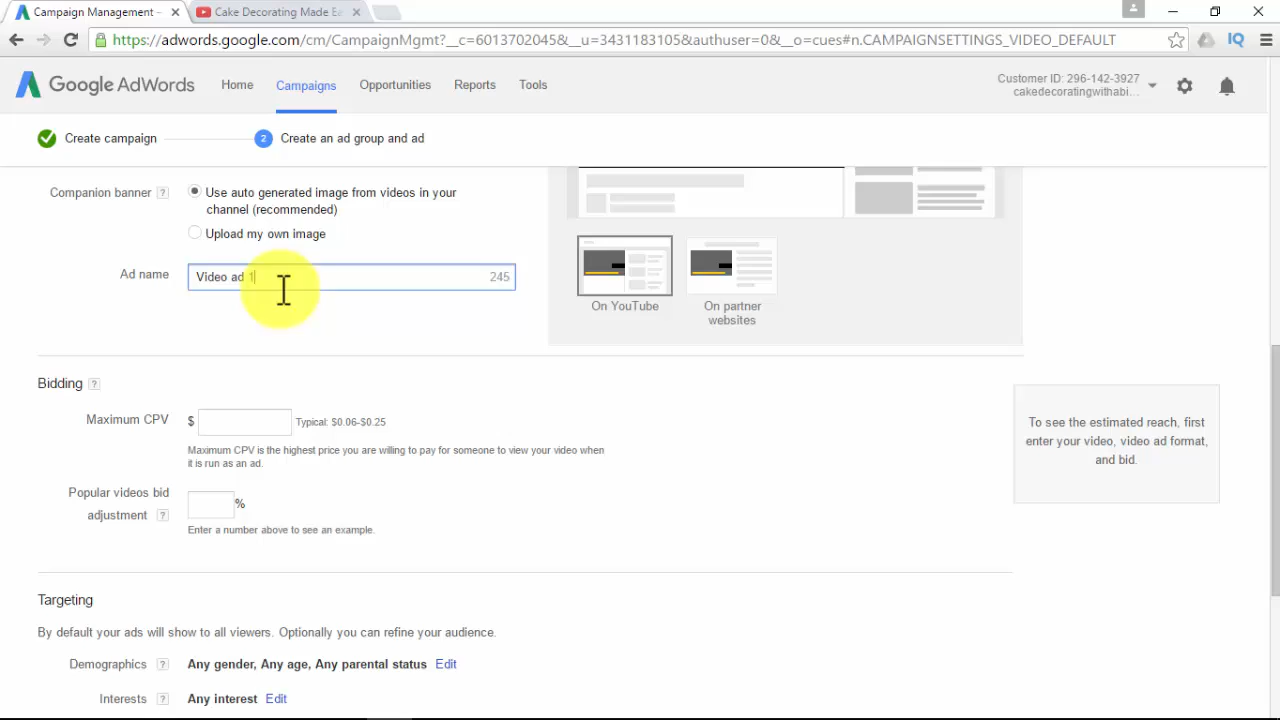 Campaign Management -
Cake Decorating Made Ea
https://adwords.google.com/cm/CampaignMgmt?__c=6013702045&__u=3431183105&authuser=0&__o=cues#n.CAMPAIGNSETTINGS_VIDEO_DEFAULT
IQ
Google AdWords
Home
Campaigns
Opportunities
Reports
Tools
Customer ID: 296-142-3927
cakedecoratingwithabi...
Create campaign
2
Create an ad group and ad
Companion banner ?
Use auto generated image from videos in your
channel (recommended)
Upload my own image
Ad name
Video ad 1
245
On YouTube
On partner
websites
Bidding ?
Maximum CPV
$
Typical: $0.06-$0.25
Maximum CPV is the highest price you are willing to pay for someone to view your video when
it is run as an ad.
Popular videos bid
adjustment ?
%
Enter a number above to see an example.
To see the estimated reach, first
enter your video, video ad format,
and bid.
Targeting
By default your ads will show to all viewers. Optionally you can refine your audience.
Demographics ?
Any gender, Any age, Any parental status Edit
Interests ?
Any interest Edit